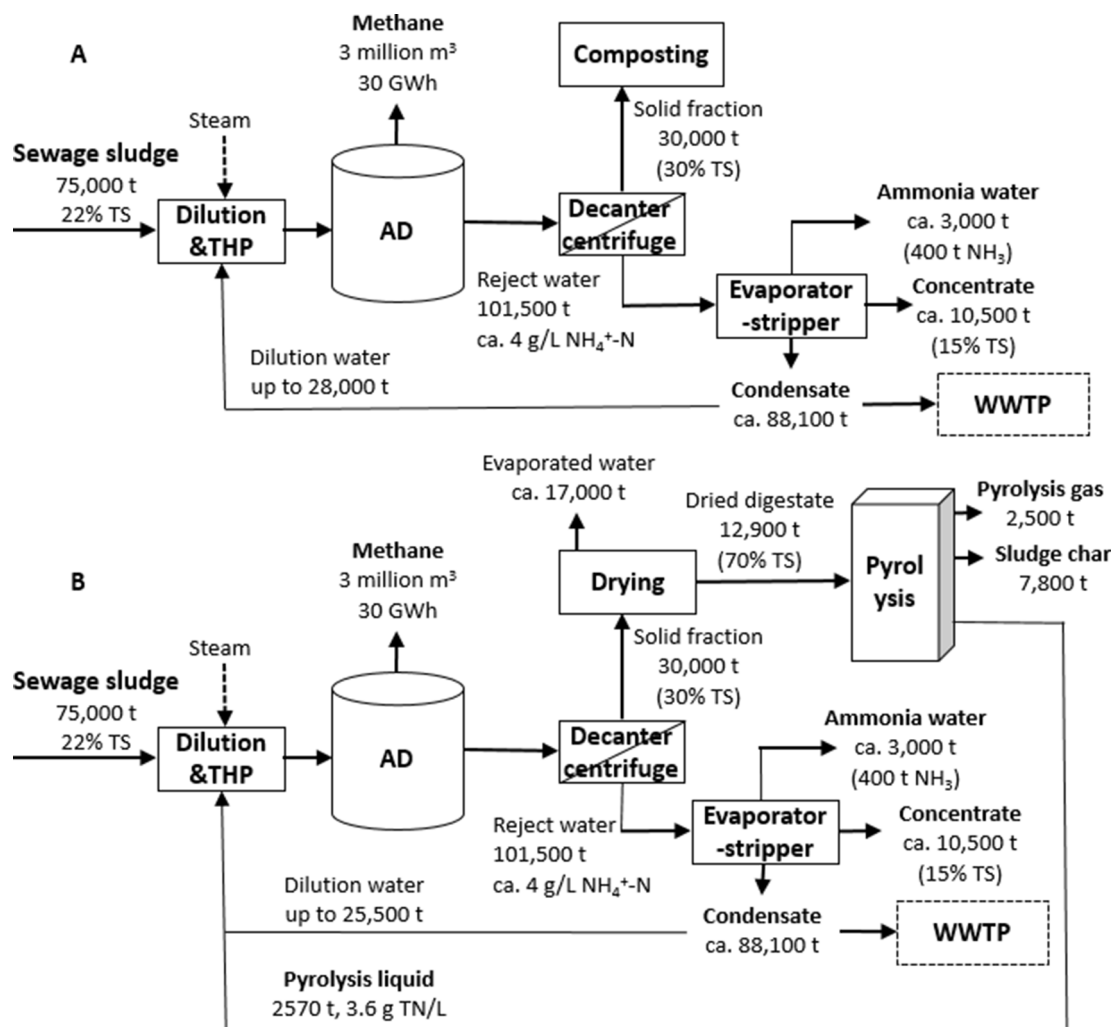 A
Methane
3 million m³
30 GWh
Composting
Steam
Solid fraction
30,000 t
(30% TS)
Sewage sludge
75,000 t
22% TS
Dilution
&THP
AD
Decanter
centrifuge
Ammonia water
ca. 3,000 t
(400 t NH₃)
Reject water
101,500 t
ca. 4 g/L NH₄⁺-N
Evaporator
-stripper
Concentrate
ca. 10,500 t
(15% TS)
Dilution water
up to 28,000 t
Condensate
ca. 88,100 t
WWTP
B
Evaporated water
ca. 17,000 t
Methane
3 million m³
30 GWh
Drying
Dried digestate
12,900 t
(70% TS)
Pyrol
ysis
Pyrolysis gas
2,500 t
Sludge char
7,800 t
Steam
Solid fraction
30,000 t
(30% TS)
Sewage sludge
75,000 t
22% TS
Dilution
&THP
AD
Decanter
centrifuge
Ammonia water
ca. 3,000 t
(400 t NH₃)
Reject water
101,500 t
ca. 4 g/L NH₄⁺-N
Evaporator
-stripper
Concentrate
ca. 10,500 t
(15% TS)
Dilution water
up to 25,500 t
Condensate
ca. 88,100 t
WWTP
Pyrolysis liquid
2570 t, 3.6 g TN/L